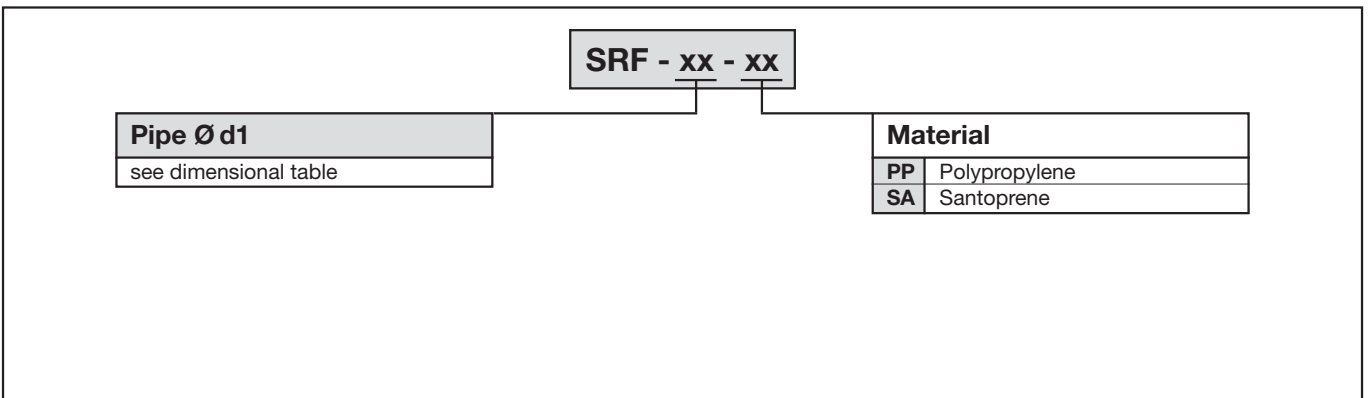 SRF - xx - xx
Pipe Ø d1
see dimensional table
Material
PP Polypropylene
SA Santoprene